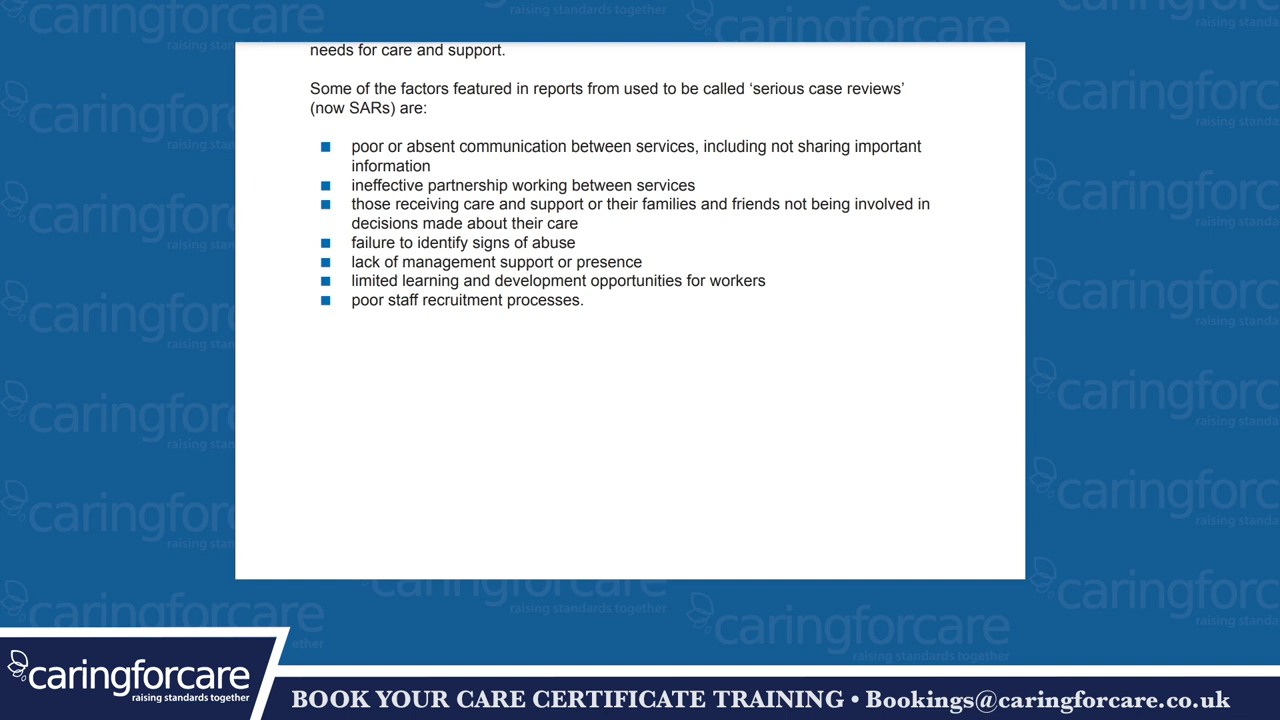 needs for care and support.
Some of the factors featured in reports from used to be called ‘serious case reviews’
(now SARs) are:
poor or absent communication between services, including not sharing important
information
ineffective partnership working between services
those receiving care and support or their families and friends not being involved in
decisions made about their care
failure to identify signs of abuse
lack of management support or presence
limited learning and development opportunities for workers
poor staff recruitment processes.
caringforcare
raising standards together
BOOK YOUR CARE CERTIFICATE TRAINING • Bookings@caringforcare.co.uk